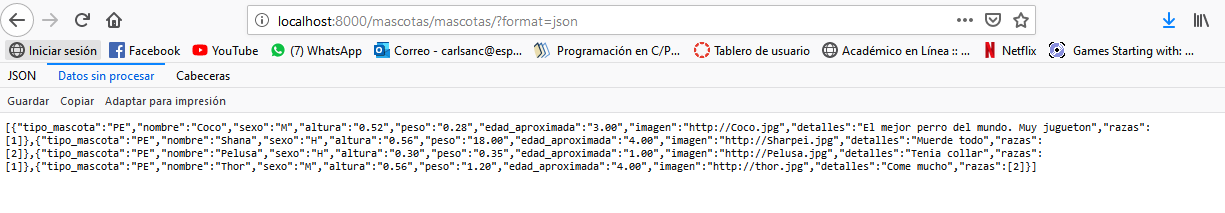 localhost:8000/mascotas/mascotas/?format=json
Iniciar sesión Facebook YouTube (7) WhatsApp Correo - carlsanc@esp... Programación en C/P... Tablero de usuario Académico en Línea :: ... Netflix Games Starting with: ...
JSON Datos sin procesar Cabeceras
Guardar Copiar Adaptar para impresión
[{"tipo_mascota":"PE","nombre":"Coco","sexo":"M","altura":"0.52","peso":"0.28","edad_aproximada":"3.00","imagen":"http://Coco.jpg","detalles":"El mejor perro del mundo. Muy jugueton","razas":
[1]},{"tipo_mascota":"PE","nombre":"Shana","sexo":"H","altura":"0.56","peso":"18.00","edad_aproximada":"4.00","imagen":"http://Sharpei.jpg","detalles":"Muerde todo","razas":
[2]},{"tipo_mascota":"PE","nombre":"Pelusa","sexo":"H","altura":"0.30","peso":"0.35","edad_aproximada":"1.00","imagen":"http://Pelusa.jpg","detalles":"Tenia collar","razas":
[1]},{"tipo_mascota":"PE","nombre":"Thor","sexo":"M","altura":"0.56","peso":"1.20","edad_aproximada":"4.00","imagen":"http://thor.jpg","detalles":"Come mucho","razas":[2]}]